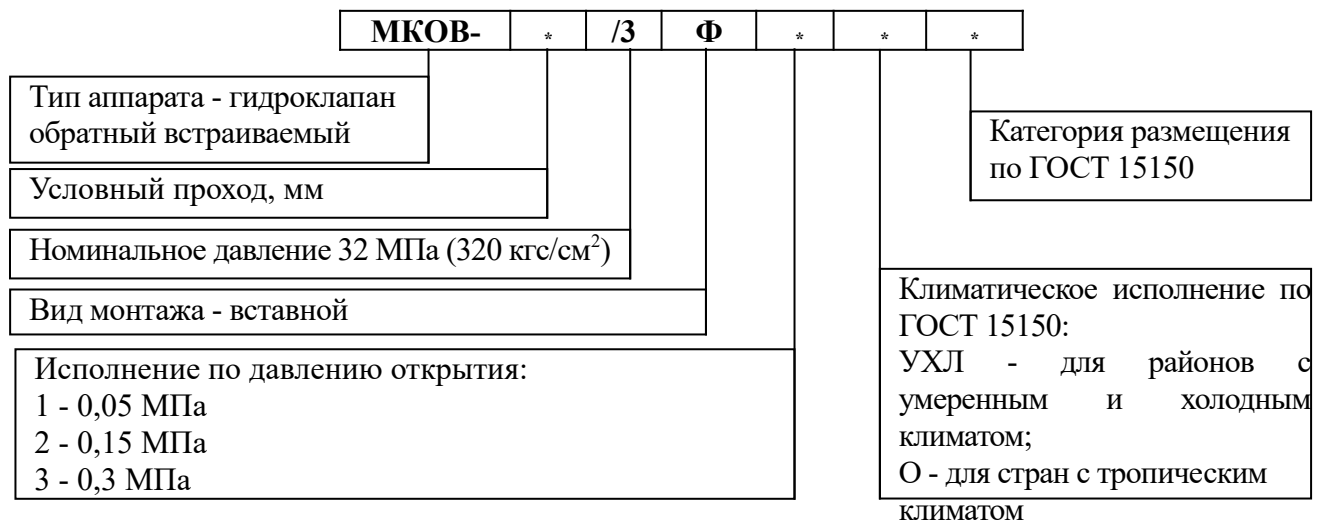 МКОВ- * /3 Ф * * *
Тип аппарата - гидроклапан
обратный встраиваемый
Условный проход, мм
Номинальное давление 32 МПа (320 кгс/см²)
Вид монтажа - вставной
Исполнение по давлению открытия:
1 - 0,05 МПа
2 - 0,15 МПа
3 - 0,3 МПа
Категория размещения
по ГОСТ 15150
Климатическое исполнение по
ГОСТ 15150:
УХЛ - для районов с
умеренным и холодным
климатом;
О - для стран с тропическим
климатом